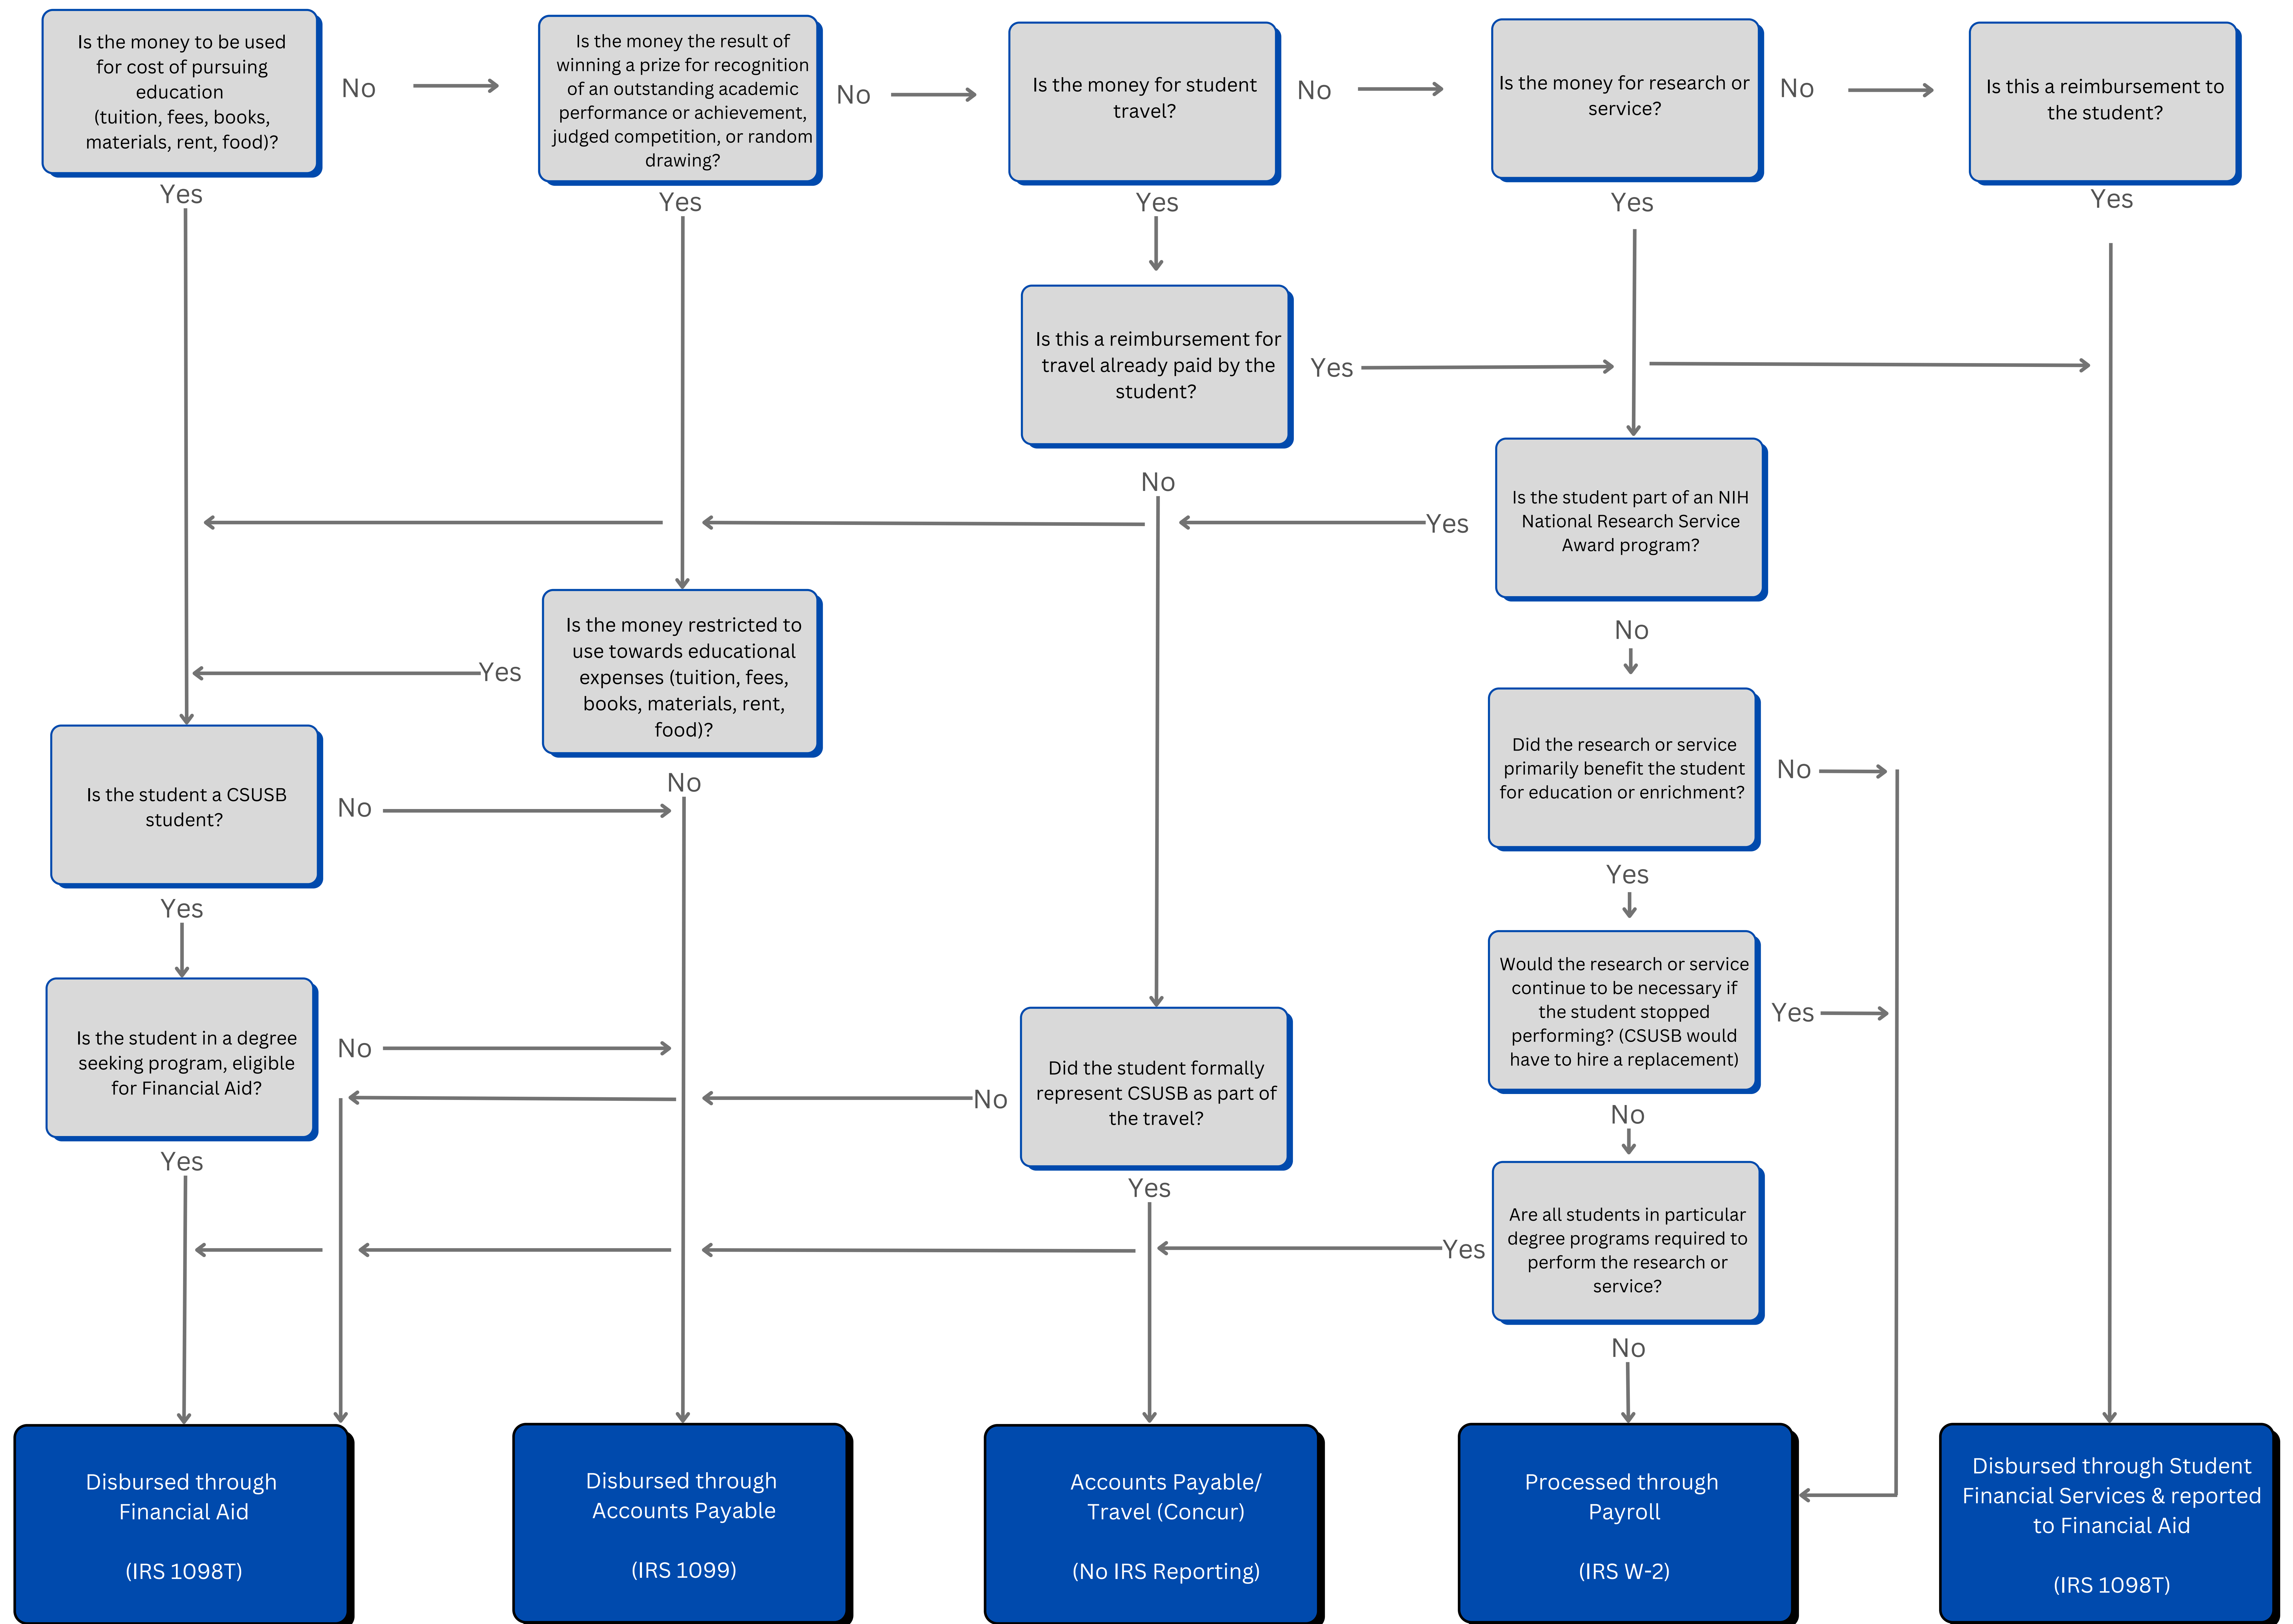 Is the money to be used
for cost of pursuing
education
(tuition, fees, books,
materials, rent, food)?
No
Is the money the result of
winning a prize for recognition
of an outstanding academic
performance or achievement,
judged competition, or random
drawing?
No
Is the money for student
travel?
No
Is the money for research or
service?
No
Is this a reimbursement to
the student?
Yes
Yes
Yes
Yes
Yes
Is this a reimbursement for
travel already paid by the
student?
Yes
No
Is the student part of an NIH
National Research Service
Award program?
Yes
No
Is the money restricted to
use towards educational
expenses (tuition, fees,
books, materials, rent,
food)?
Yes
No
Is the student a CSUSB
student?
No
Yes
Did the research or service
primarily benefit the student
for education or enrichment?
No
Yes
Is the student in a degree
seeking program, eligible
for Financial Aid?
No
Yes
Did the student formally
represent CSUSB as part of
the travel?
No
Yes
Would the research or service
continue to be necessary if
the student stopped
performing? (CSUSB would
have to hire a replacement)
Yes
No
Are all students in particular
degree programs required to
perform the research or
service?
Yes
No
Disbursed through
Financial Aid
(IRS 1098T)
Disbursed through
Accounts Payable
(IRS 1099)
Accounts Payable/
Travel (Concur)
(No IRS Reporting)
Processed through
Payroll
(IRS W-2)
Disbursed through Student
Financial Services & reported
to Financial Aid
(IRS 1098T)